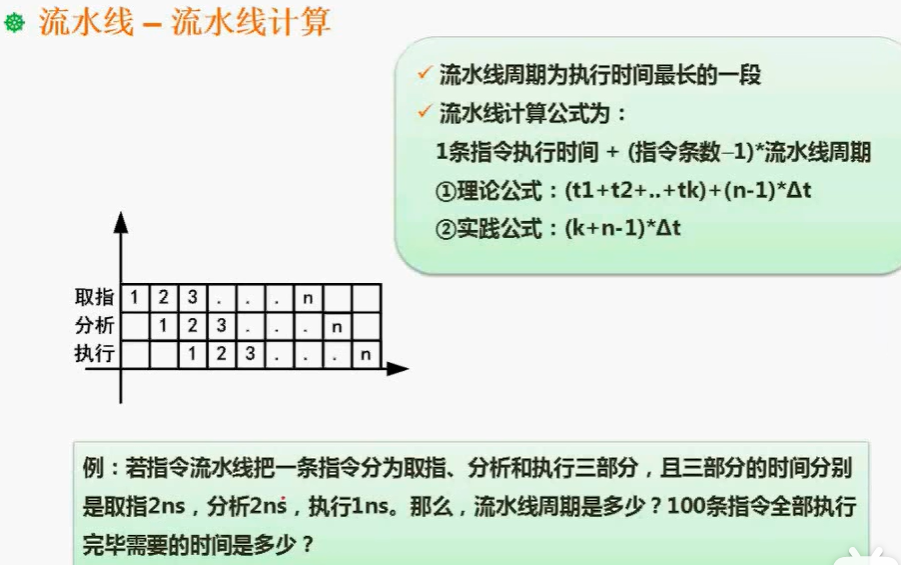 流水线 – 流水线计算
✓ 流水线周期为执行时间最长的一段
✓ 流水线计算公式为：
1条指令执行时间 + (指令条数–1)*流水线周期
①理论公式：(t1+t2+..+tk)+(n-1)*Δt
②实践公式：(k+n-1)*Δt
取指 1 2 3 . . . n
分析 1 2 3 . . . n
执行 1 2 3 . . . n
例：若指令流水线把一条指令分为取指、分析和执行三部分，且三部分的时间分别
是取指2ns，分析2ns，执行1ns。那么，流水线周期是多少？100条指令全部执行
完毕需要的时间是多少？